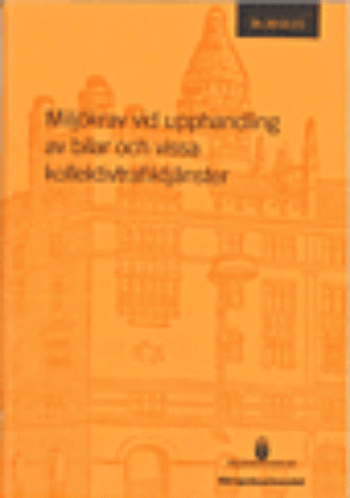 Miljökrav vid upphandling
av bilar och vissa
kollektivtrafiktjänster